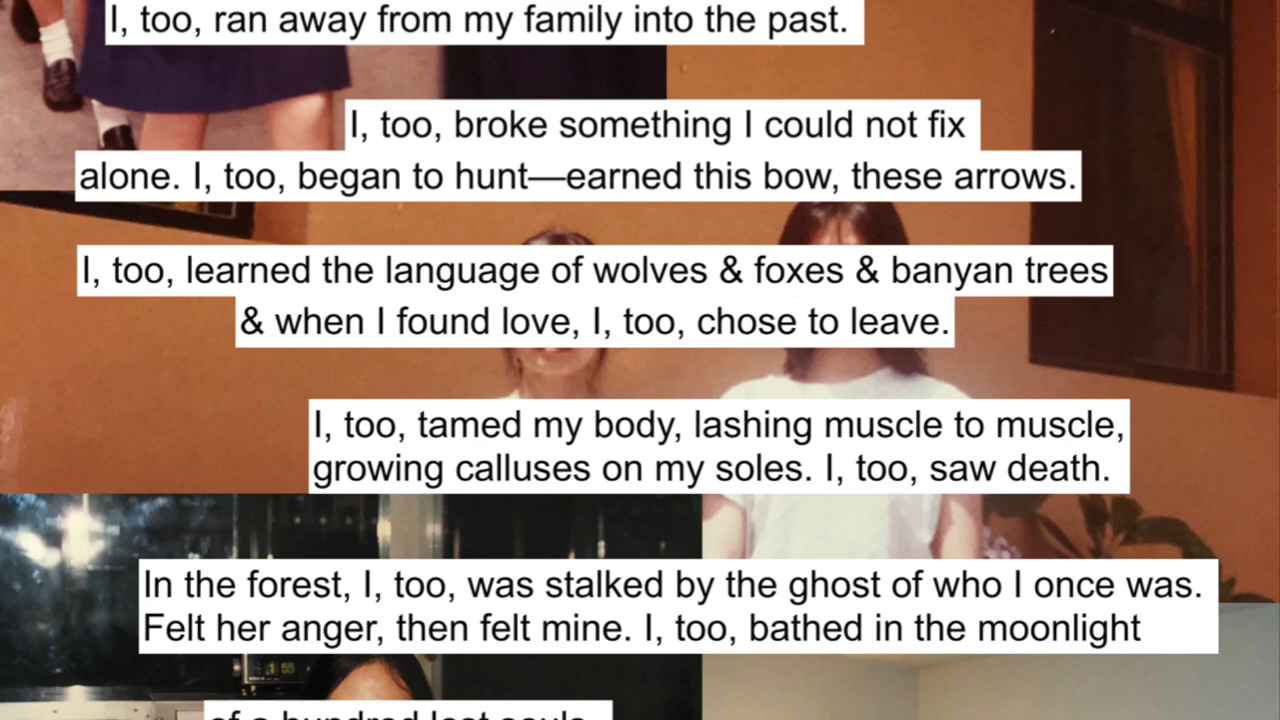 I, too, ran away from my family into the past.
I, too, broke something I could not fix
alone. I, too, began to hunt—earned this bow, these arrows.
I, too, learned the language of wolves & foxes & banyan trees
& when I found love, I, too, chose to leave.
I, too, tamed my body, lashing muscle to muscle,
growing calluses on my soles. I, too, saw death.
In the forest, I, too, was stalked by the ghost of who I once was.
Felt her anger, then felt mine. I, too, bathed in the moonlight
of a hundred lost souls.